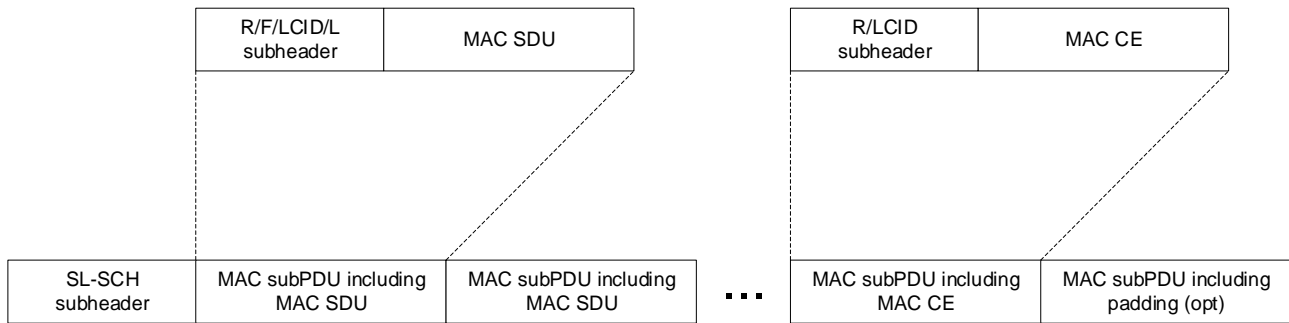 R/F/LCID/L
subheader
MAC SDU
R/LCID
subheader
MAC CE
SL-SCH
subheader
MAC subPDU including
MAC SDU
MAC subPDU including
MAC SDU
...
MAC subPDU including
MAC CE
MAC subPDU including
padding (opt)